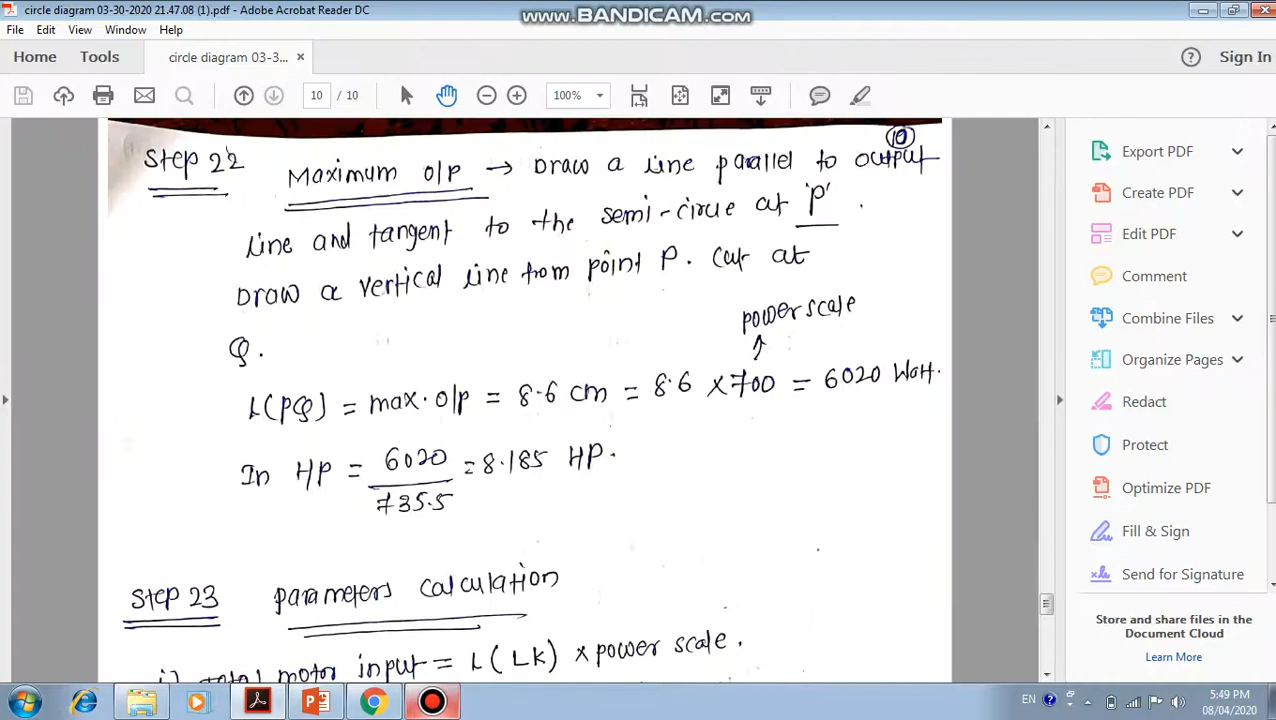 circle diagram 03-30-2020 21.47.08 (1).pdf - Adobe Acrobat Reader DC
www.BANDICAM.com
File Edit View Window Help
Home Tools circle diagram 03-3... × Sign In
10 / 10 100%
10
Step 22 Maximum o/p → Draw a line parallel to output
line and tangent to the semi-circle at 'p' .
Draw a vertical line from point P. Cut at
Q.
power scale
↑
L(PQ) = max. o/p = 8.6 cm = 8.6 × 700 = 6020 Watt.
In HP = 6020 / 735.5 = 8.185 HP.
Step 23 parameters calculation
i) total motor input = L(LK) × power scale.
Export PDF
Create PDF
Edit PDF
Comment
Combine Files
Organize Pages
Redact
Protect
Optimize PDF
Fill & Sign
Send for Signature
Store and share files in the
Document Cloud
Learn More
EN
5:49 PM
08/04/2020